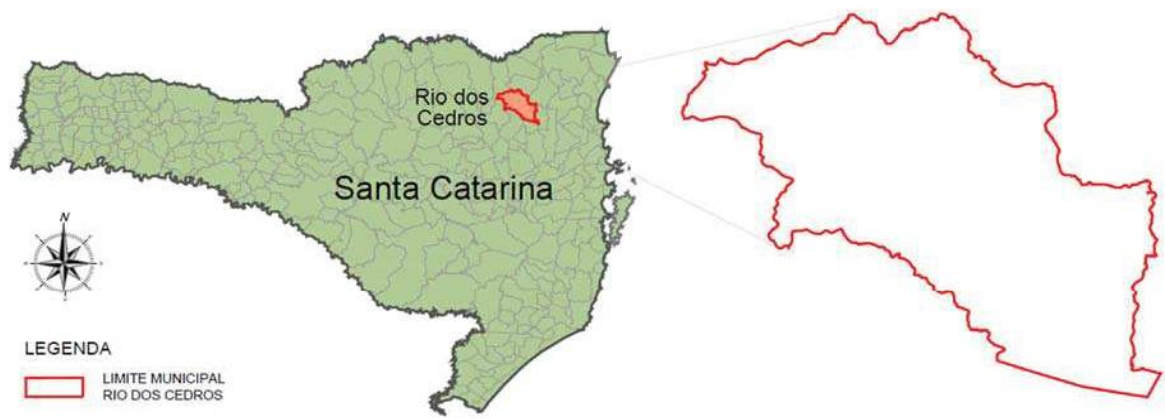 Rio dos
Cedros
Santa Catarina
N
LEGENDA
LIMITE MUNICIPAL
RIO DOS CEDROS